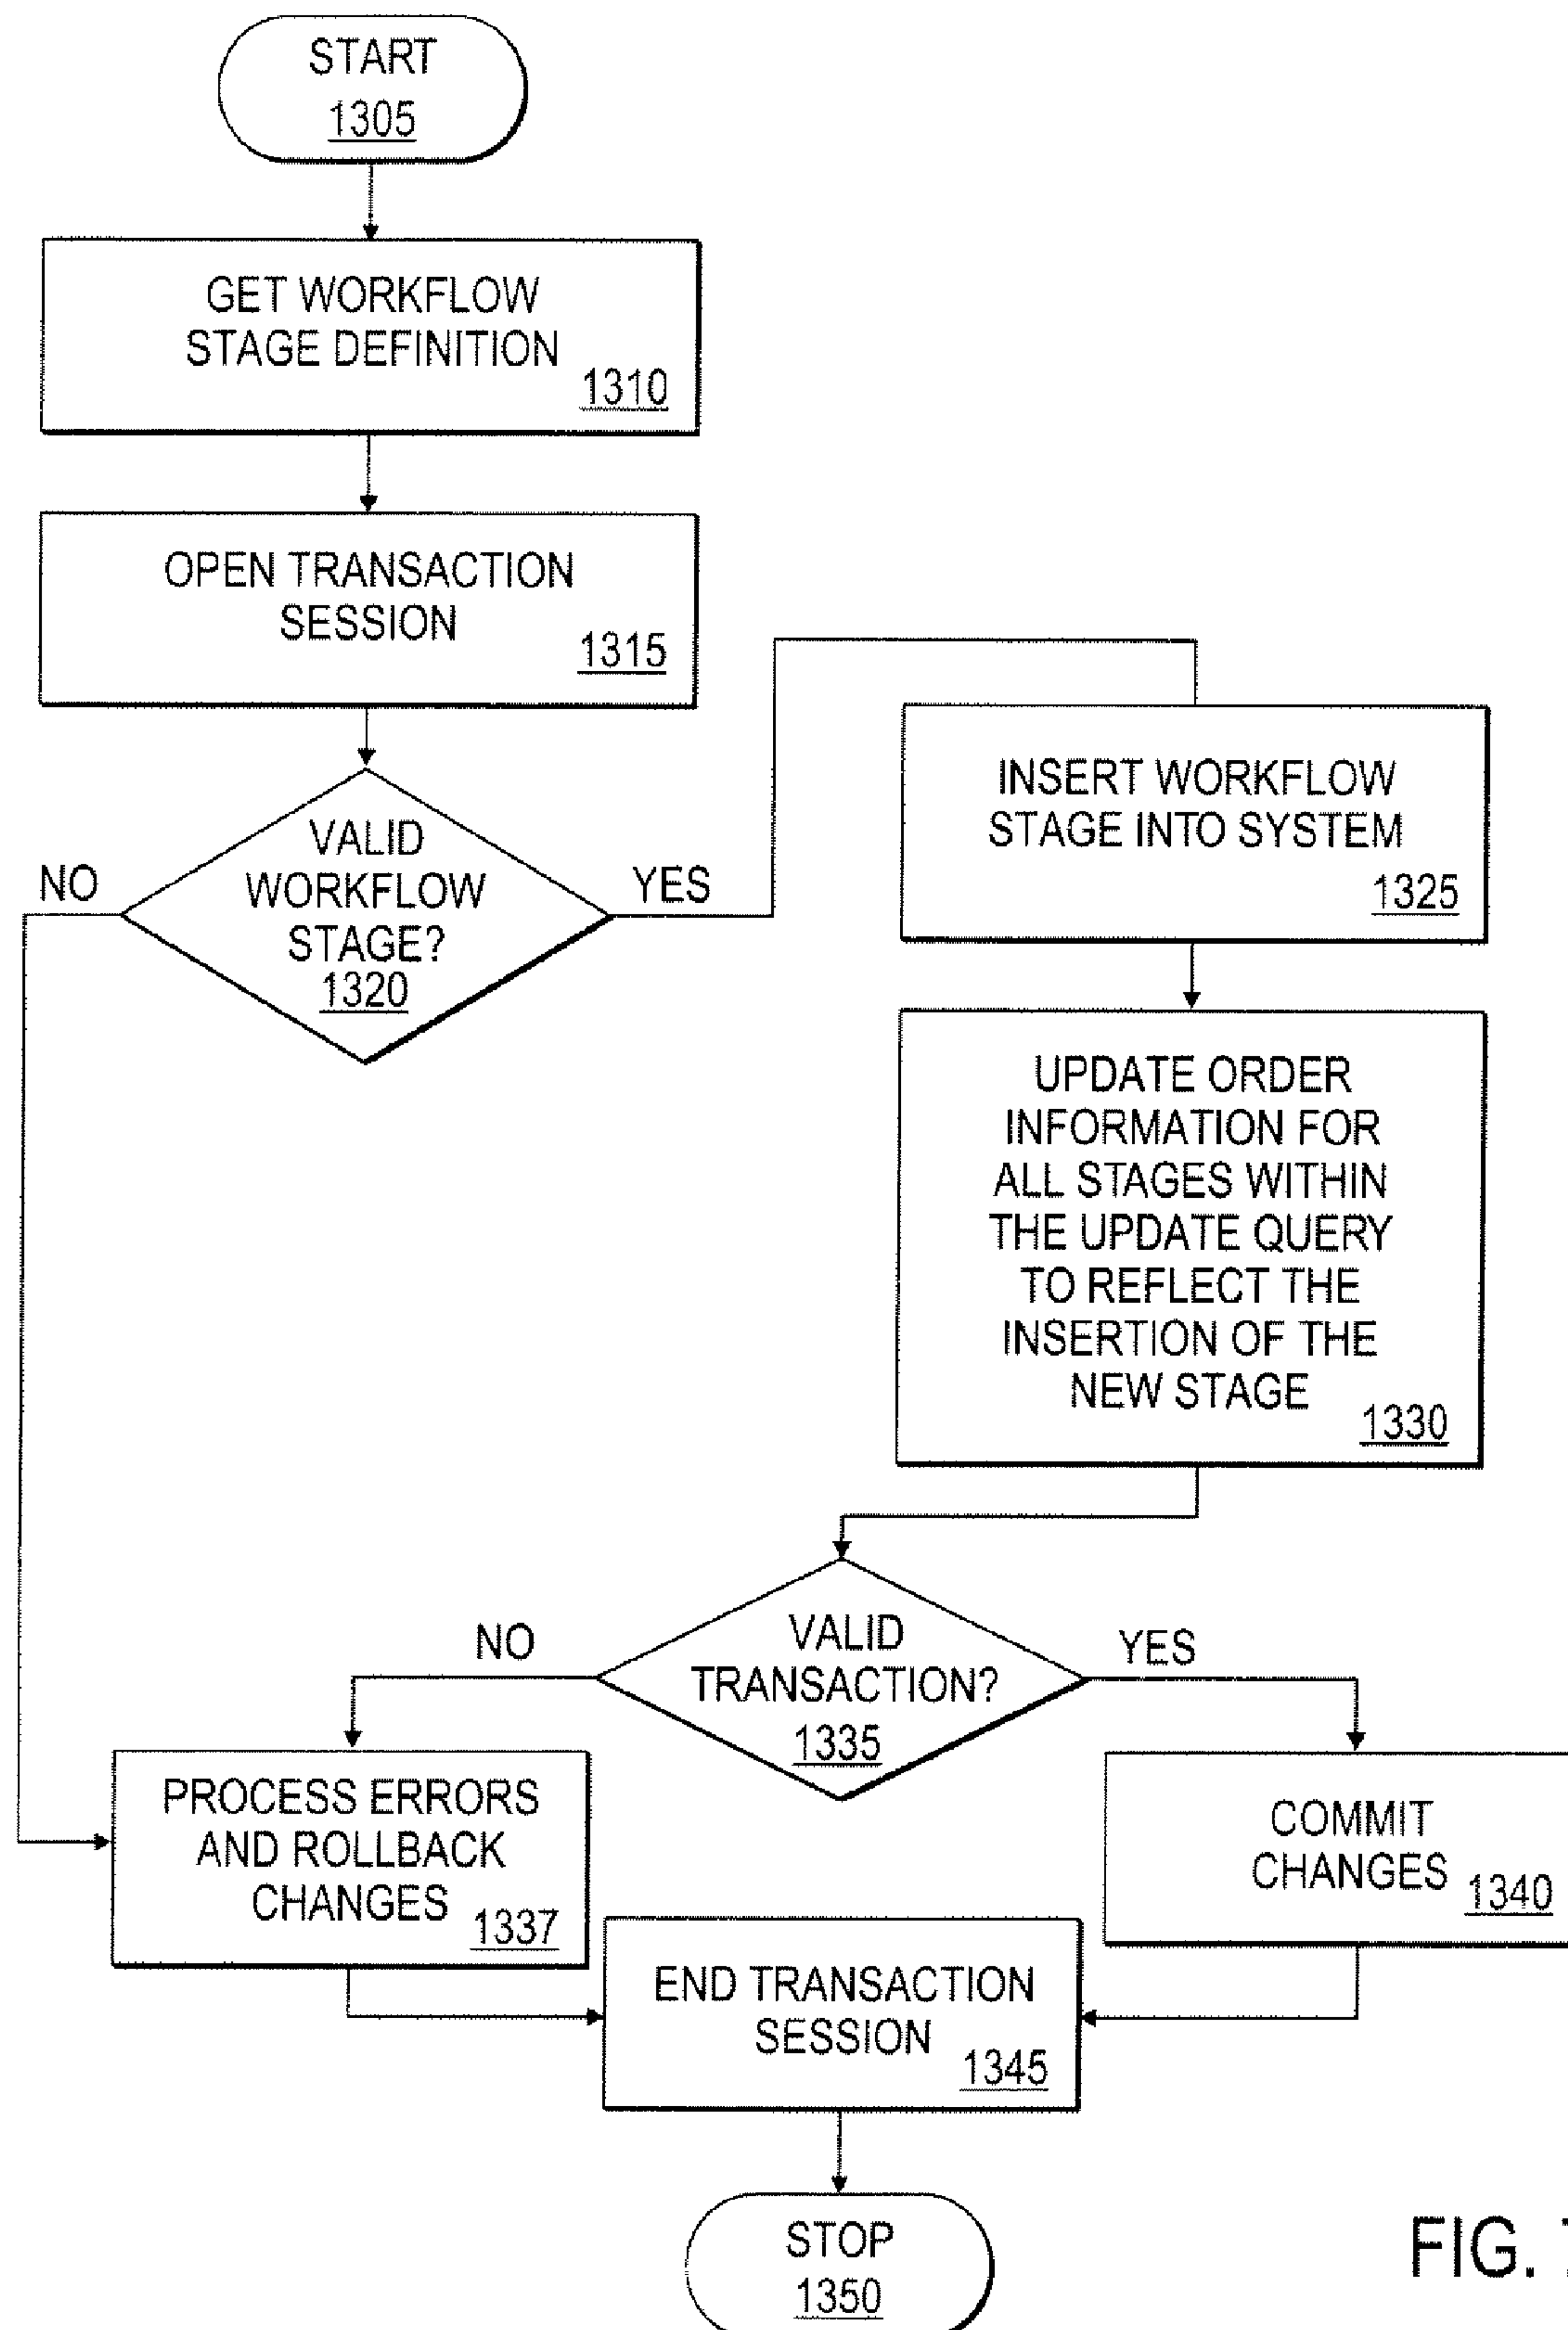 START
1305
GET WORKFLOW
STAGE DEFINITION
1310
OPEN TRANSACTION
SESSION
1315
VALID
WORKFLOW
STAGE?
1320
NO
YES
INSERT WORKFLOW
STAGE INTO SYSTEM
1325
UPDATE ORDER
INFORMATION FOR
ALL STAGES WITHIN
THE UPDATE QUERY
TO REFLECT THE
INSERTION OF THE
NEW STAGE
1330
VALID
TRANSACTION?
1335
NO
YES
PROCESS ERRORS
AND ROLLBACK
CHANGES
1337
COMMIT
CHANGES
1340
END TRANSACTION
SESSION
1345
STOP
1350
FIG.